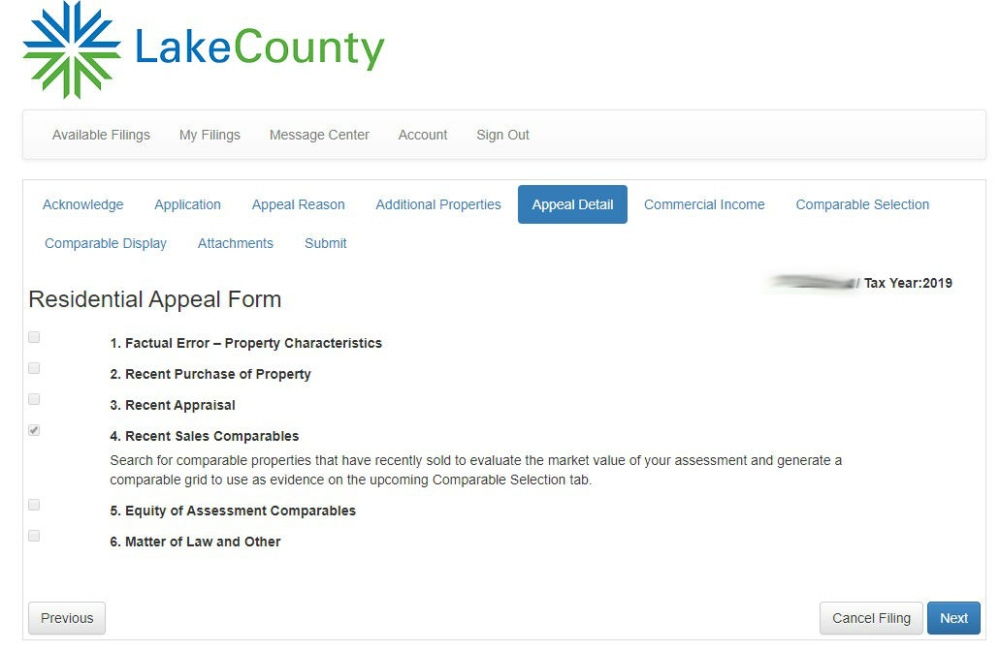 LakeCounty
Available Filings My Filings Message Center Account Sign Out
Acknowledge Application Appeal Reason Additional Properties Appeal Detail Commercial Income Comparable Selection
Comparable Display Attachments Submit
/ Tax Year:2019
Residential Appeal Form
1. Factual Error – Property Characteristics
2. Recent Purchase of Property
3. Recent Appraisal
4. Recent Sales Comparables
Search for comparable properties that have recently sold to evaluate the market value of your assessment and generate a
comparable grid to use as evidence on the upcoming Comparable Selection tab.
5. Equity of Assessment Comparables
6. Matter of Law and Other
Previous Cancel Filing Next